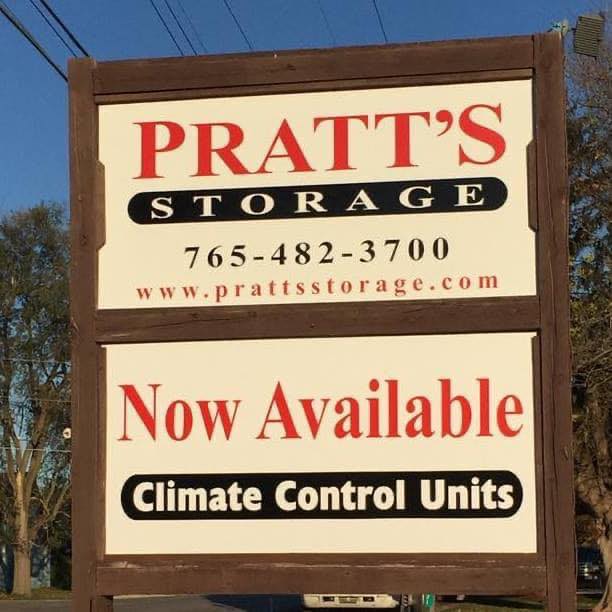 PRATT'S
STORAGE
765-482-3700
www.prattsstorage.com
Now Available
Climate Control Units